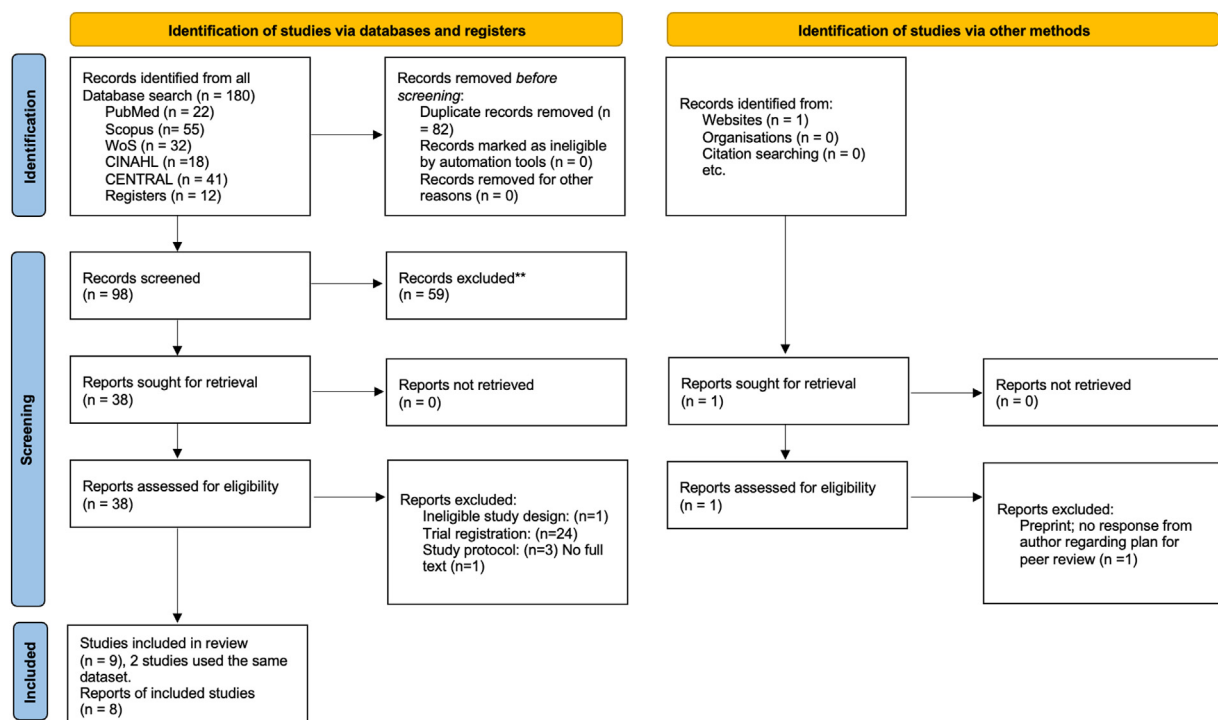 Identification of studies via databases and registers
Identification of studies via other methods
Identification
Records identified from all
Database search (n = 180)
PubMed (n = 22)
Scopus (n= 55)
WoS (n = 32)
CINAHL (n =18)
CENTRAL (n = 41)
Registers (n = 12)
Records removed before
screening:
Duplicate records removed (n
= 82)
Records marked as ineligible
by automation tools (n = 0)
Records removed for other
reasons (n = 0)
Records identified from:
Websites (n = 1)
Organisations (n = 0)
Citation searching (n = 0)
etc.
Screening
Records screened
(n = 98)
Records excluded**
(n = 59)
Reports sought for retrieval
(n = 38)
Reports not retrieved
(n = 0)
Reports sought for retrieval
(n = 1)
Reports not retrieved
(n = 0)
Reports assessed for eligibility
(n = 38)
Reports excluded:
Ineligible study design: (n=1)
Trial registration: (n=24)
Study protocol: (n=3) No full
text (n=1)
Reports assessed for eligibility
(n = 1)
Reports excluded:
Preprint; no response from
author regarding plan for
peer review (n =1)
Included
Studies included in review
(n = 9), 2 studies used the same
dataset.
Reports of included studies
(n = 8)